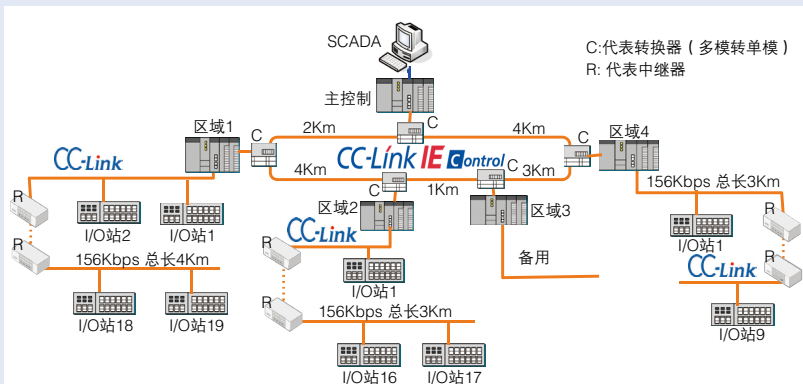 SCADA
C:代表转换器（多模转单模）
R: 代表中继器
主控制
区域1
C
2Km
C
4Km
C
区域4
CC-Link
4Km
CC-Link IE Control
C
3Km
C
1Km
156Kbps 总长3Km
R
I/O站2
I/O站1
区域2
区域3
I/O站1
R
R
CC-Link
R
备用
R
156Kbps 总长4Km
I/O站1
CC-Link
R
156Kbps 总长3Km
I/O站18
I/O站19
I/O站9
I/O站16
I/O站17